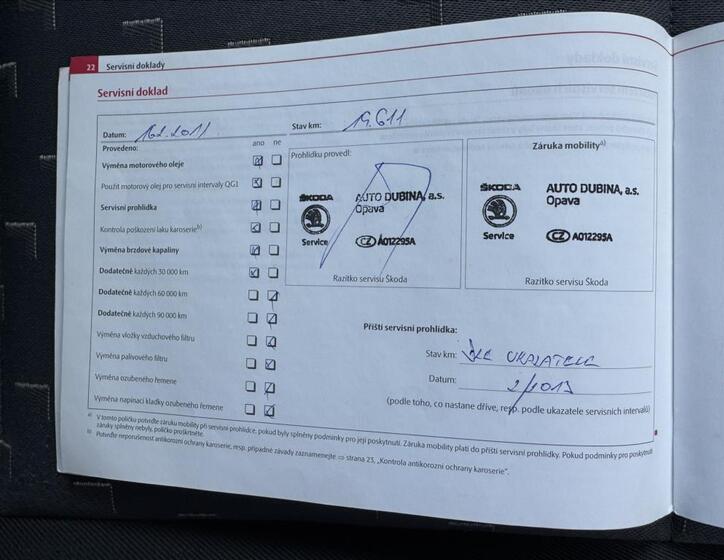 22 Servisní doklady
Servisní doklad
Datum: 16.2.2011
Stav km: 19.611
Provedeno: ano ne
Výměna motorového oleje
Použit motorový olej pro servisní intervaly QG1
Servisní prohlídka
Kontrola poškození laku karoserie b)
Výměna brzdové kapaliny
Dodatečně každých 30 000 km
Dodatečně každých 60 000 km
Dodatečně každých 90 000 km
Výměna vložky vzduchového filtru
Výměna palivového filtru
Výměna ozubeného řemene
Výměna napínací kladky ozubeného řemene
Prohlídku provedl:
ŠKODA
Service
AUTO DUBINA, a.s.
Opava
CZ A012295A
Razítko servisu Škoda
Záruka mobility a)
ŠKODA
Service
AUTO DUBINA, a.s.
Opava
CZ A012295A
Razítko servisu Škoda
Příští servisní prohlídka:
Stav km: DLE UKAZATELE
Datum: 2/2013
(podle toho, co nastane dříve, resp. podle ukazatele servisních intervalů)
a) V tomto políčku potvrďte záruku mobility při servisní prohlídce, pokud byly splněny podmínky pro její poskytnutí. Záruka mobility platí do příští servisní prohlídky. Pokud podmínky pro poskytnutí
záruky splněny nebyly, políčko proškrtněte.
b) Potvrďte neporušenost antikorozní ochrany karoserie, resp. případné závady zaznamenejte ⇒ strana 23, „Kontrola antikorozní ochrany karoserie“.